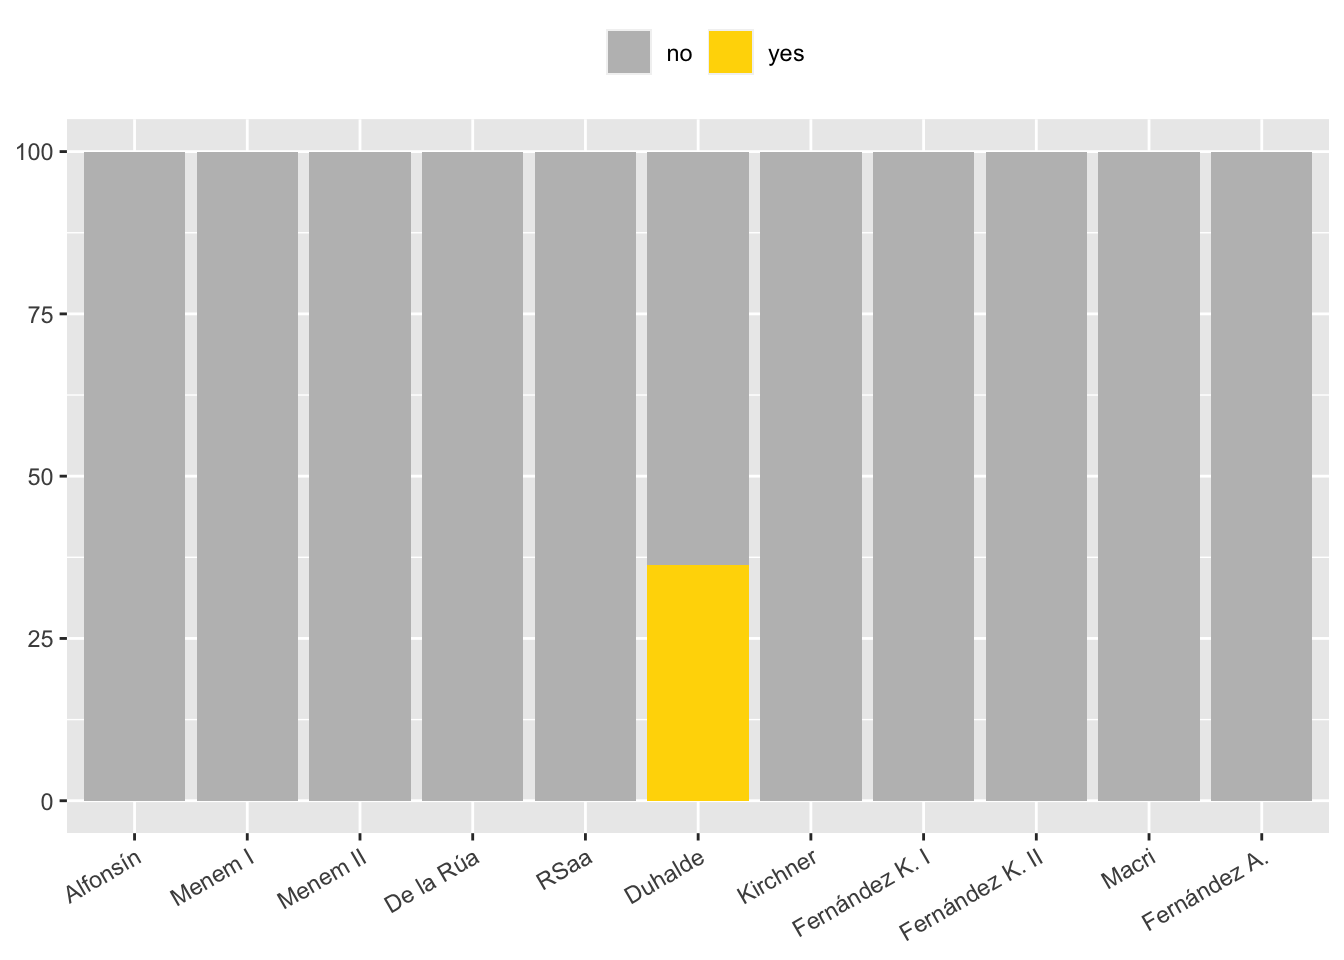 no yes
100
75
50
25
0
Alfonsín
Menem I
Menem II
De la Rúa
RSaa
Duhalde
Kirchner
Fernández K. I
Fernández K. II
Macri
Fernández A.